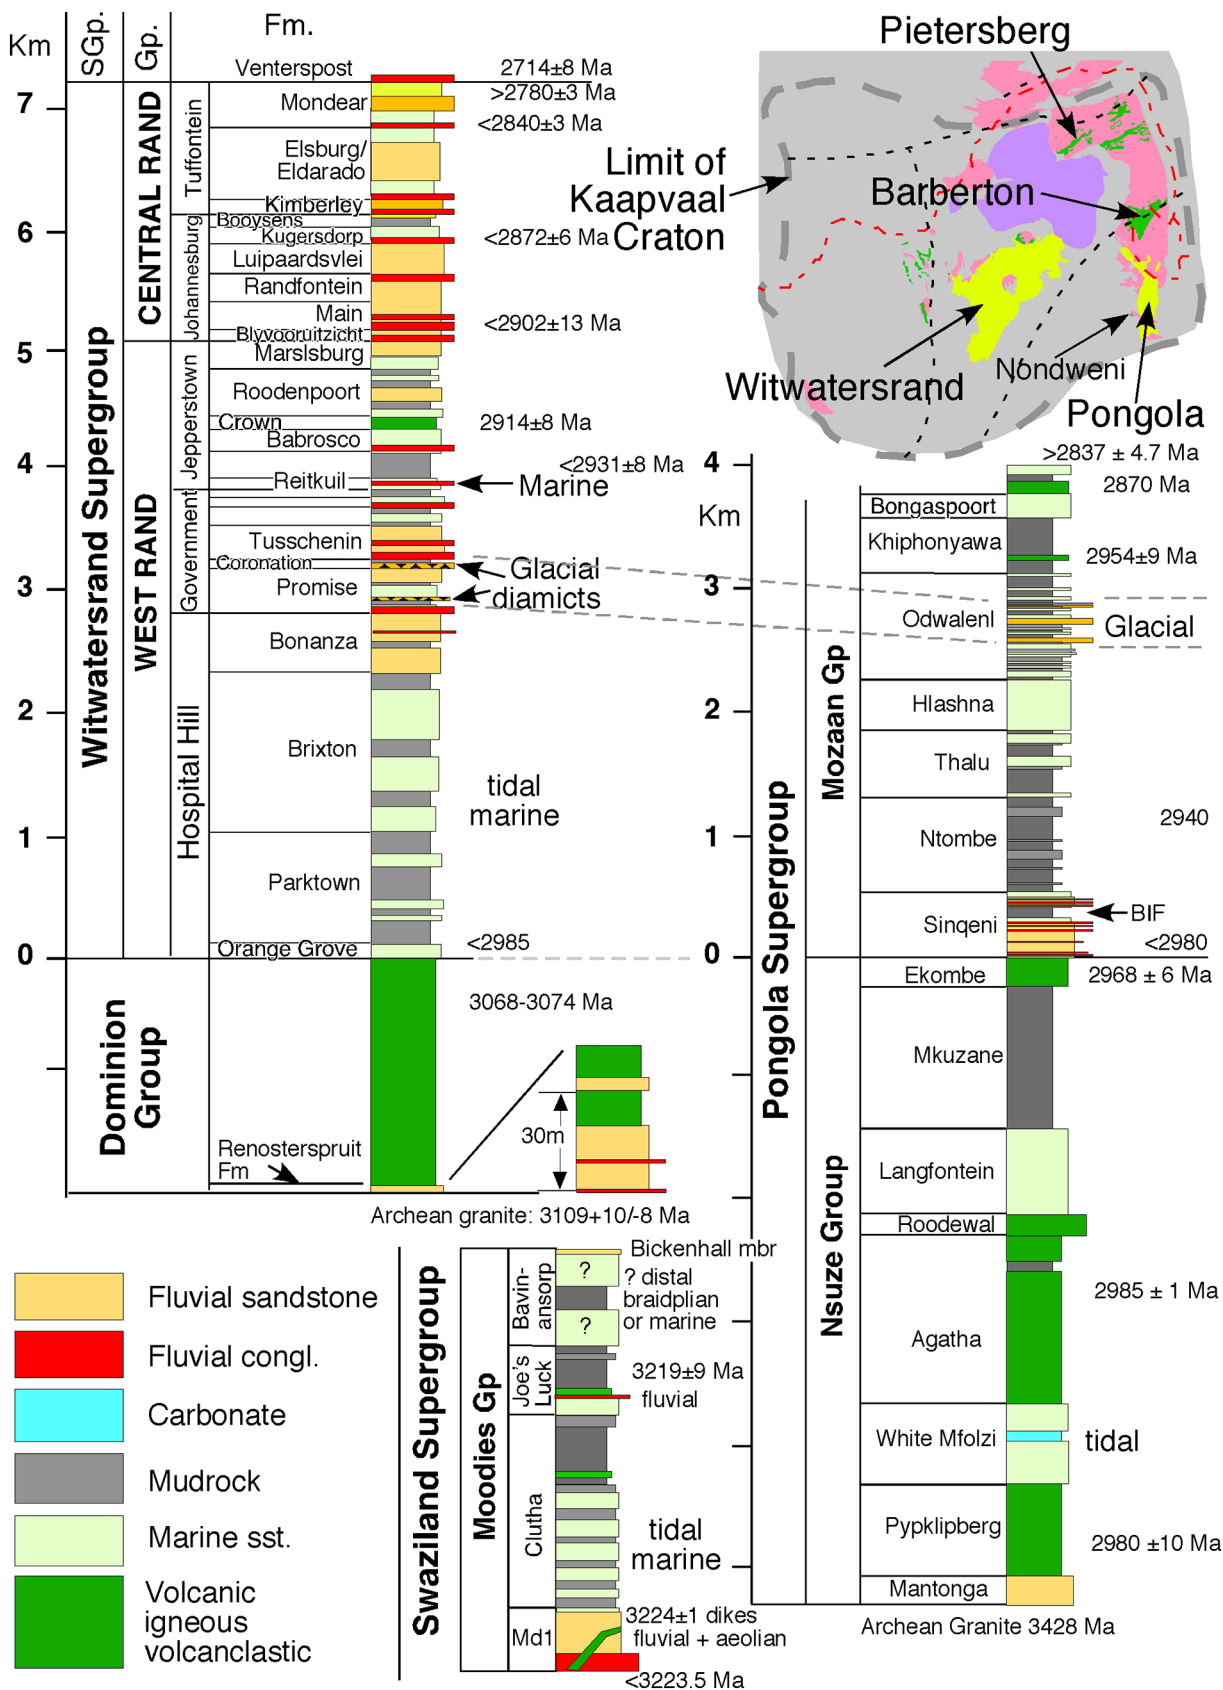 Km
SGp.
Gp.
Fm.
7
6
5
4
3
2
1
0
Witwatersrand Supergroup
CENTRAL RAND
WEST RAND
Tuffontein
Johannesburg
Jepperstown
Government
Hospital Hill
Venterspost
Mondear
Elsburg/
Eldarado
Kimberley
Booysens
Kugersdorp
Luipaardsvlei
Randfontein
Main
Blyvooruitzicht
Marslsburg
Roodenpoort
Crown
Babrosco
Reitkuil
Tusschenin
Coronation
Promise
Bonanza
Brixton
Parktown
Orange Grove
2714±8 Ma
>2780±3 Ma
<2840±3 Ma
<2872±6 Ma
<2902±13 Ma
2914±8 Ma
<2931±8 Ma
Marine
Glacial
diamicts
tidal
marine
<2985
Dominion
Group
Renosterspruit
Fm
3068-3074 Ma
30m
Archean granite: 3109+10/-8 Ma
Pietersberg
Limit of
Kaapvaal
Craton
Barberton
Witwatersrand
Nondweni
Pongola
Km
4
3
2
1
0
Pongola Supergroup
Mozaan Gp
Nsuze Group
Bongaspoort
Khiphonyawa
Odwalenl
Hlashna
Thalu
Ntombe
Sinqeni
Ekombe
Mkuzane
Langfontein
Roodewal
Agatha
White Mfolzi
Pypklipberg
Mantonga
>2837 ± 4.7 Ma
2870 Ma
2954±9 Ma
Glacial
2940
BIF
<2980
2968 ± 6 Ma
2985 ± 1 Ma
tidal
2980 ±10 Ma
Archean Granite 3428 Ma
Swaziland Supergroup
Moodies Gp
Bavin-
ansorp
Joe's
Luck
Clutha
Md1
Bickenhall mbr
?
?
? distal
braidplian
or marine
3219±9 Ma
fluvial
tidal
marine
3224±1 dikes
fluvial + aeolian
<3223.5 Ma
Fluvial sandstone
Fluvial congl.
Carbonate
Mudrock
Marine sst.
Volcanic
igneous
volcanclastic